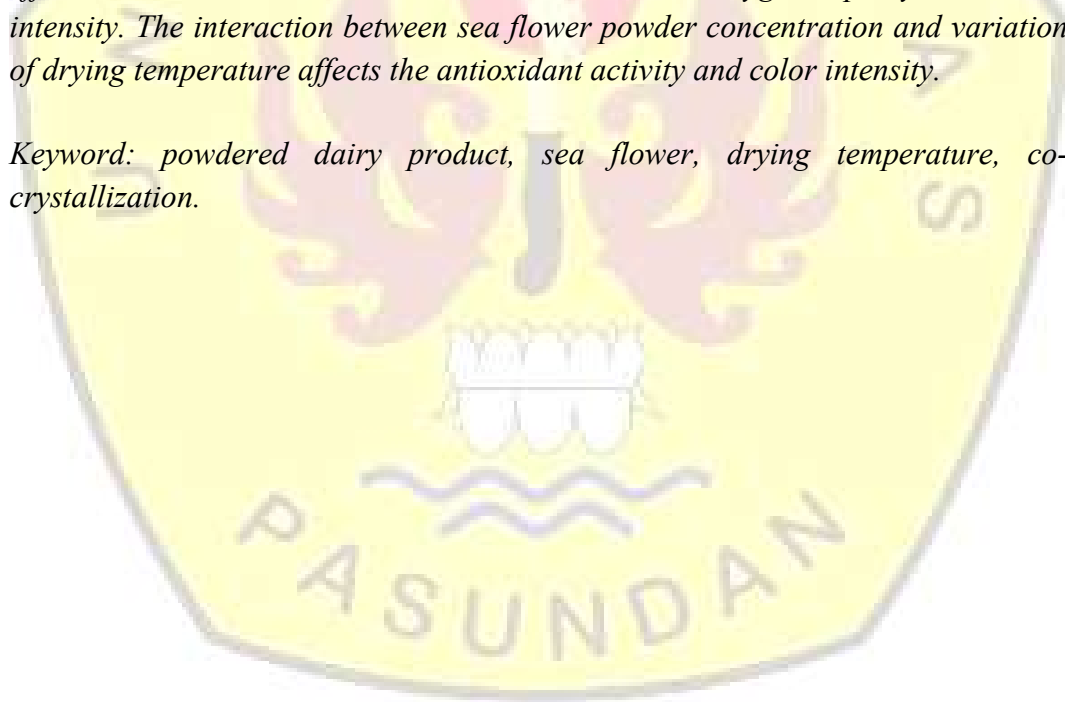 intensity. The interaction between sea flower powder concentration and variation
of drying temperature affects the antioxidant activity and color intensity.
Keyword: powdered dairy product, sea flower, drying temperature, co-
crystallization.
PASUNDAN